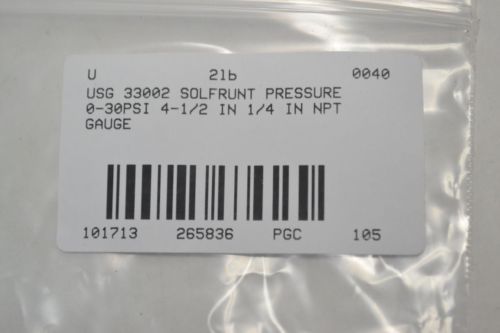 U 21b 0040
USG 33002 SOLFRUNT PRESSURE
0-30PSI 4-1/2 IN 1/4 IN NPT
GAUGE
101713 265836 PGC 105